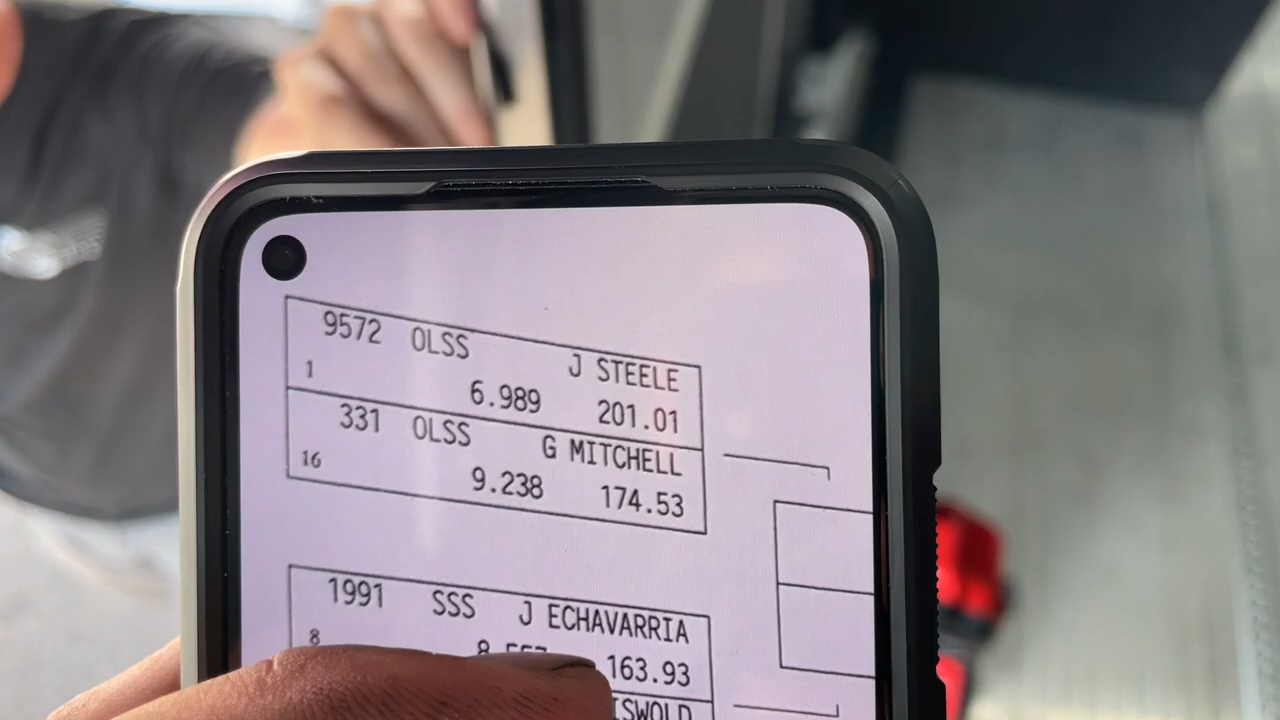 9572 OLSS J STEELE
1 6.989 201.01
331 OLSS G MITCHELL
16 9.238 174.53
1991 SSS J ECHAVARRIA
8 163.93